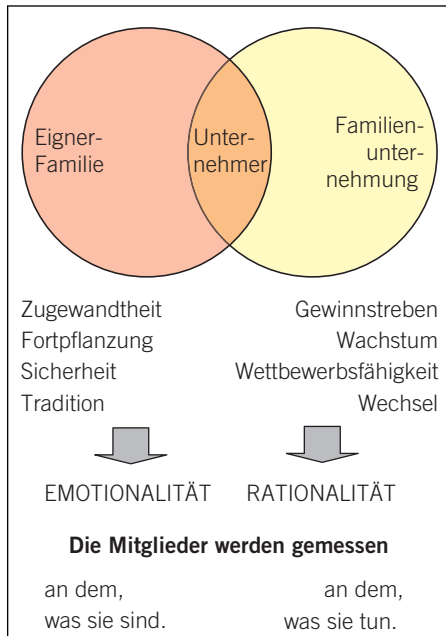 Eigner-
Familie
Unter-
nehmer
Familien-
unter-
nehmung
Zugewandtheit
Fortpflanzung
Sicherheit
Tradition
Gewinnstreben
Wachstum
Wettbewerbsfähigkeit
Wechsel
EMOTIONALITÄT
RATIONALITÄT
Die Mitglieder werden gemessen
an dem,
was sie sind.
an dem,
was sie tun.